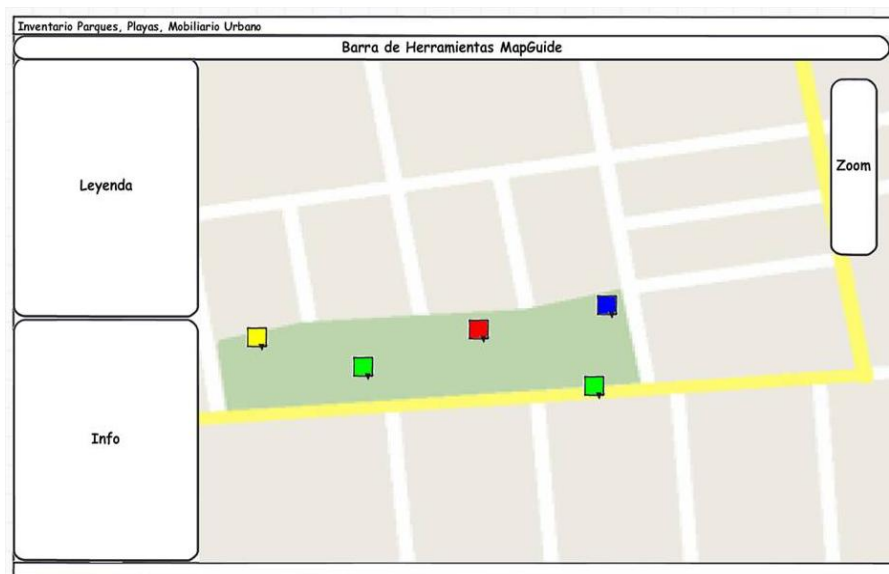 Inventario Parques, Playas, Mobiliario Urbano
Barra de Herramientas MapGuide
Leyenda
Zoom
Info